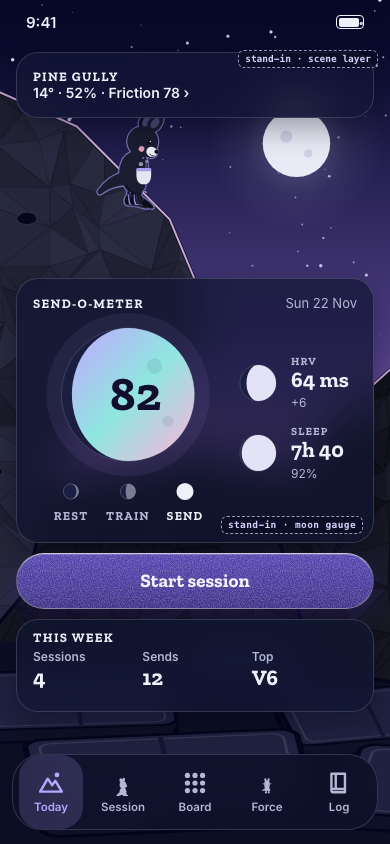 9:41
stand-in · scene layer
PINE GULLY
14° · 52% · Friction 78 ›
SEND-O-METER
Sun 22 Nov
82
HRV
64 ms
+6
SLEEP
7h 40
92%
REST TRAIN SEND
stand-in · moon gauge
Start session
THIS WEEK
Sessions Sends Top
4 12 V6
Today Session Board Force Log